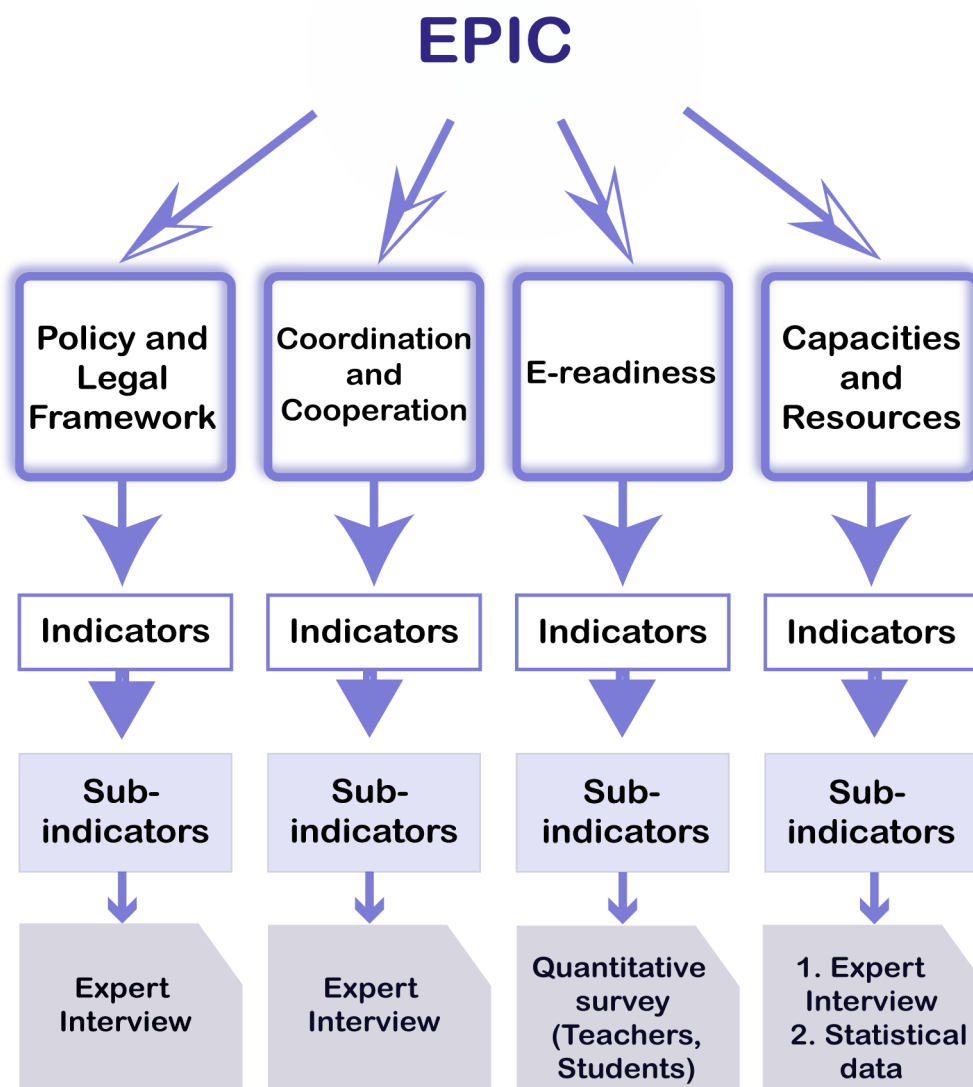 EPIC
Policy and
Legal
Framework
Coordination
and
Cooperation
E-readiness
Capacities
and
Resources
Indicators
Indicators
Indicators
Indicators
Sub-
indicators
Sub-
indicators
Sub-
indicators
Sub-
indicators
Expert
Interview
Expert
Interview
Quantitative
survey
(Teachers,
Students)
1. Expert
Interview
2. Statistical
data